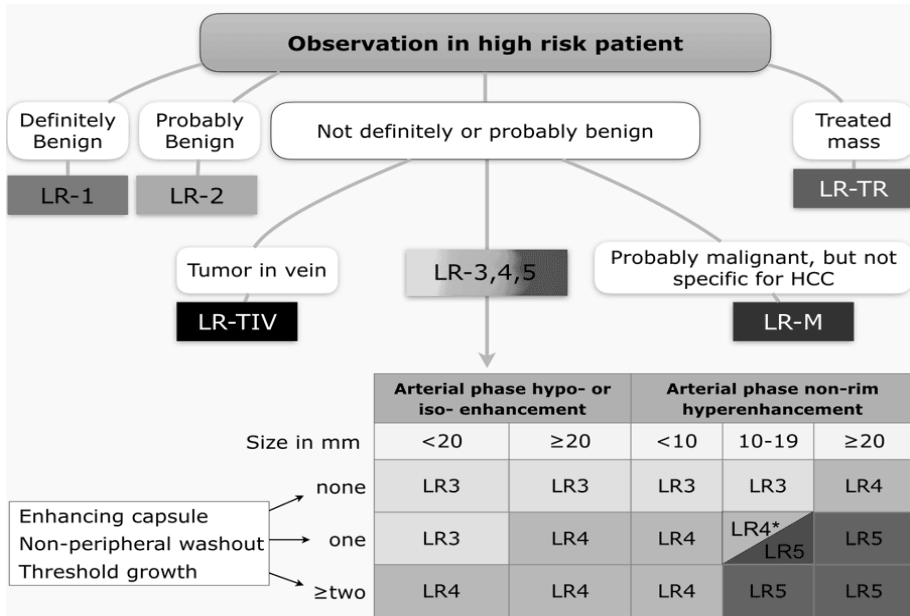 Observation in high risk patient
Definitely
Benign
Probably
Benign
Not definitely or probably benign
Treated
mass
LR-1
LR-2
LR-TR
Tumor in vein
LR-3,4,5
Probably malignant, but not
specific for HCC
LR-TIV
LR-M
Arterial phase hypo- or
iso- enhancement
Arterial phase non-rim
hyperenhancement
Size in mm <20 ≥20 <10 10-19 ≥20
none LR3 LR3 LR3 LR3 LR4
Enhancing capsule
Non-peripheral washout
Threshold growth
one LR3 LR4 LR4 LR4* LR5 LR5
≥two LR4 LR4 LR4 LR5 LR5